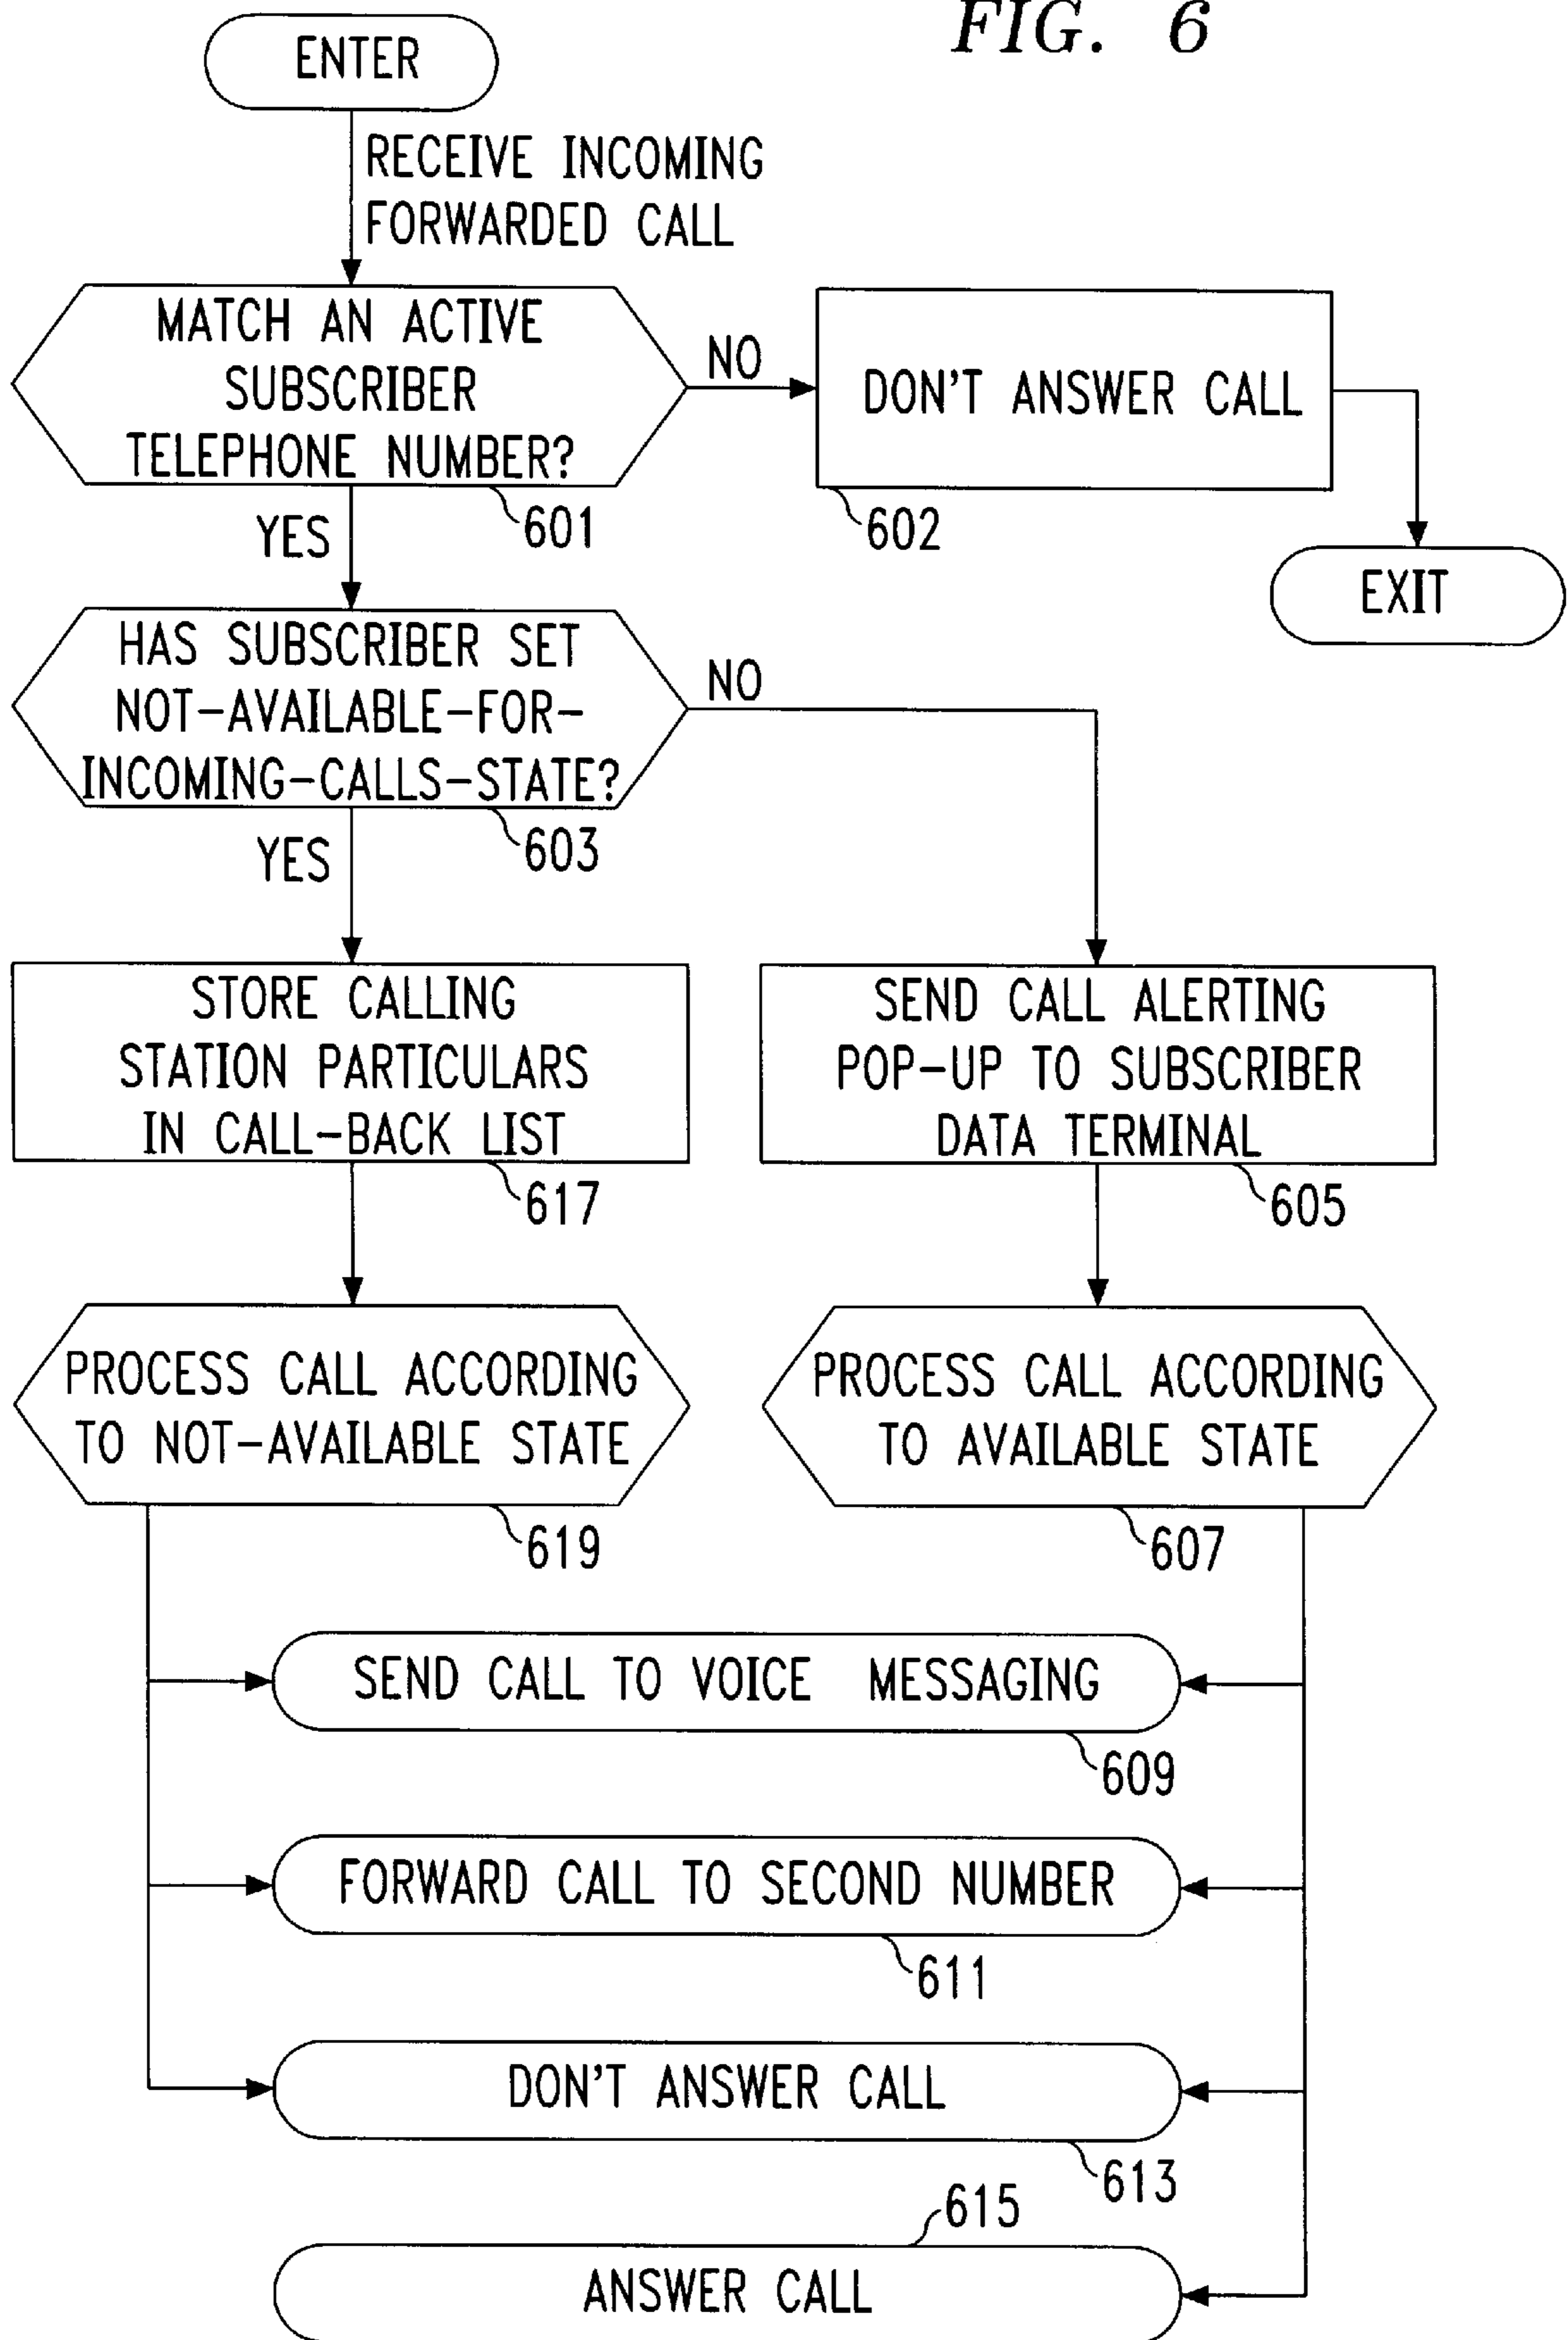 FIG. 6
ENTER
RECEIVE INCOMING
FORWARDED CALL
MATCH AN ACTIVE
SUBSCRIBER
TELEPHONE NUMBER?
NO
DON'T ANSWER CALL
601
602
YES
EXIT
HAS SUBSCRIBER SET
NOT-AVAILABLE-FOR-
INCOMING-CALLS-STATE?
NO
603
YES
STORE CALLING
STATION PARTICULARS
IN CALL-BACK LIST
617
SEND CALL ALERTING
POP-UP TO SUBSCRIBER
DATA TERMINAL
605
PROCESS CALL ACCORDING
TO NOT-AVAILABLE STATE
619
PROCESS CALL ACCORDING
TO AVAILABLE STATE
607
SEND CALL TO VOICE MESSAGING
609
FORWARD CALL TO SECOND NUMBER
611
DON'T ANSWER CALL
613
615
ANSWER CALL